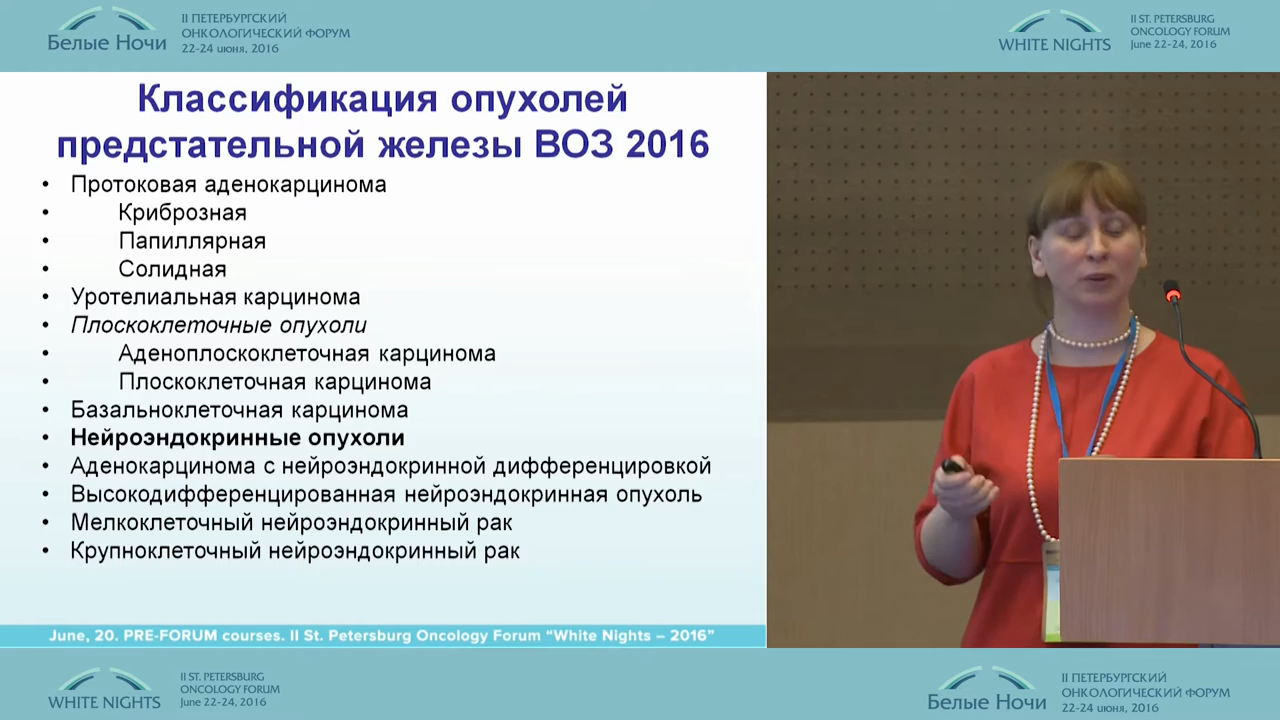 Белые Ночи
II ПЕТЕРБУРГСКИЙ
ОНКОЛОГИЧЕСКИЙ ФОРУМ
22-24 июня, 2016
WHITE NIGHTS
II ST. PETERSBURG
ONCOLOGY FORUM
June 22-24, 2016
Классификация опухолей
предстательной железы ВОЗ 2016
• Протоковая аденокарцинома
• Криброзная
• Папиллярная
• Солидная
• Уротелиальная карцинома
• Плоскоклеточные опухоли
• Аденоплоскоклеточная карцинома
• Плоскоклеточная карцинома
• Базальноклеточная карцинома
• Нейроэндокринные опухоли
• Аденокарцинома с нейроэндокринной дифференцировкой
• Высокодифференцированная нейроэндокринная опухоль
• Мелкоклеточный нейроэндокринный рак
• Крупноклеточный нейроэндокринный рак
June, 20. PRE-FORUM courses. II St. Petersburg Oncology Forum “White Nights – 2016”
WHITE NIGHTS
II ST. PETERSBURG
ONCOLOGY FORUM
June 22-24, 2016
Белые Ночи
II ПЕТЕРБУРГСКИЙ
ОНКОЛОГИЧЕСКИЙ ФОРУМ
22-24 июня, 2016